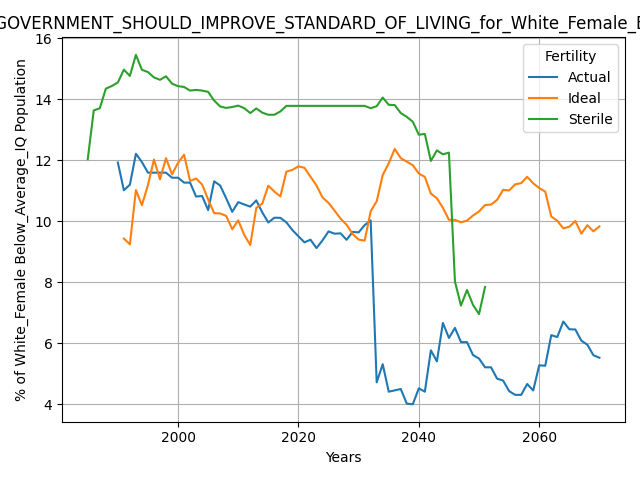 GOVERNMENT_SHOULD_IMPROVE_STANDARD_OF_LIVING_for_White_Female_B
% of White_Female Below_Average_IQ Population
16
14
12
10
8
6
4
Fertility
Actual
Ideal
Sterile
2000 2020 2040 2060
Years